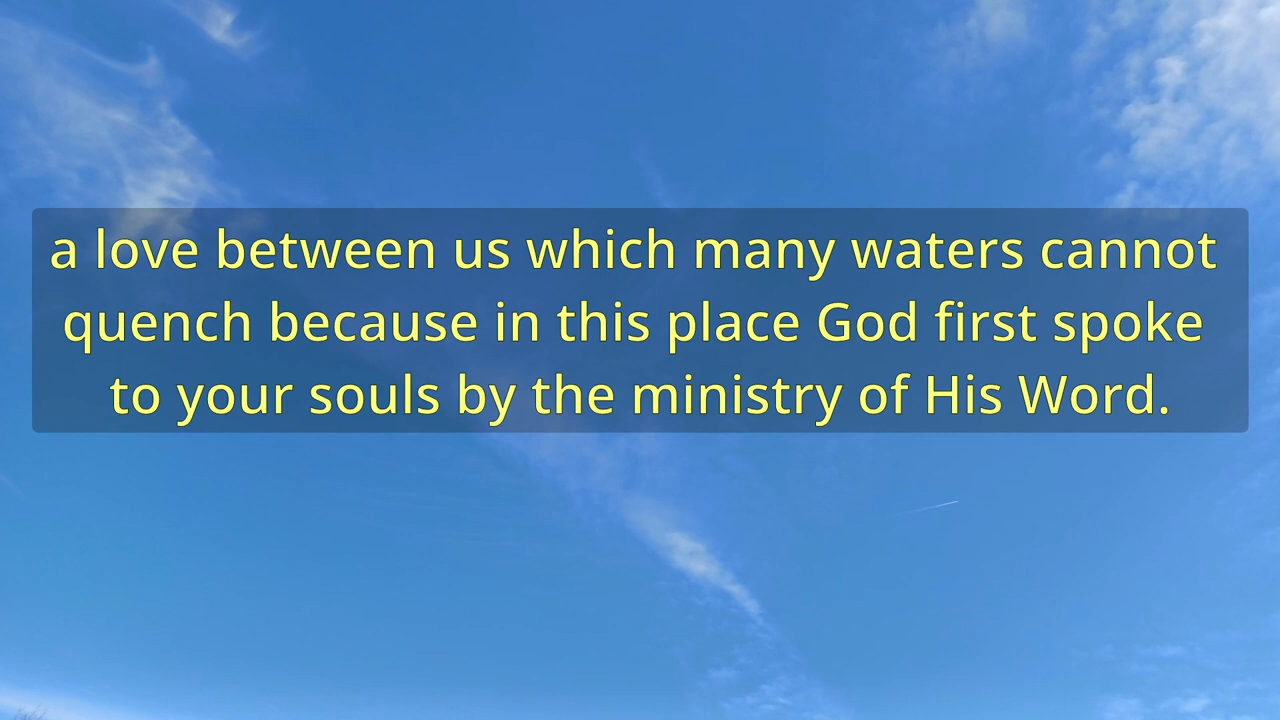 a love between us which many waters cannot
quench because in this place God first spoke
to your souls by the ministry of His Word.